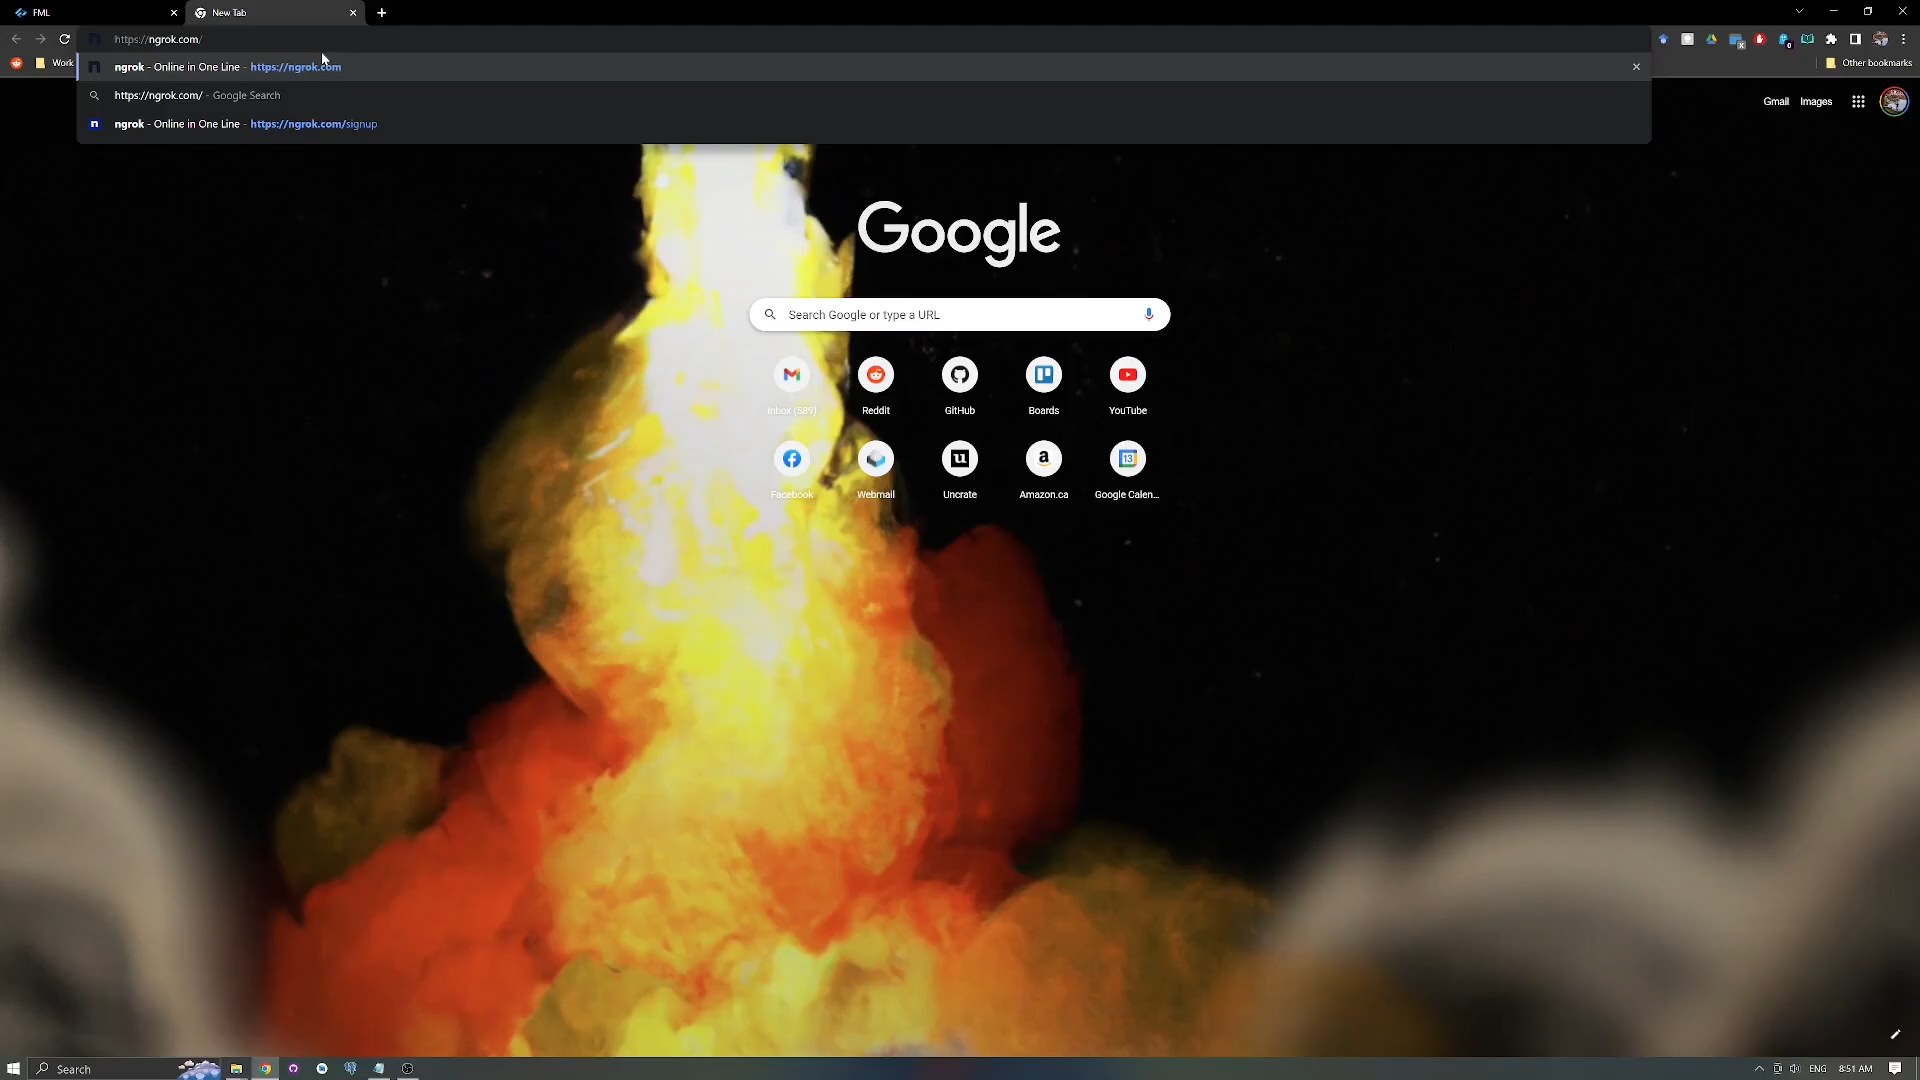 FML
New Tab
https://ngrok.com/
Work
ngrok - Online in One Line - https://ngrok.com
https://ngrok.com/ - Google Search
ngrok - Online in One Line - https://ngrok.com/signup
Other bookmarks
Gmail Images
Google
Search Google or type a URL
Inbox (589) Reddit GitHub Boards YouTube
Facebook Webmail Uncrate Amazon.ca Google Calen...
Search
ENG 8:51 AM